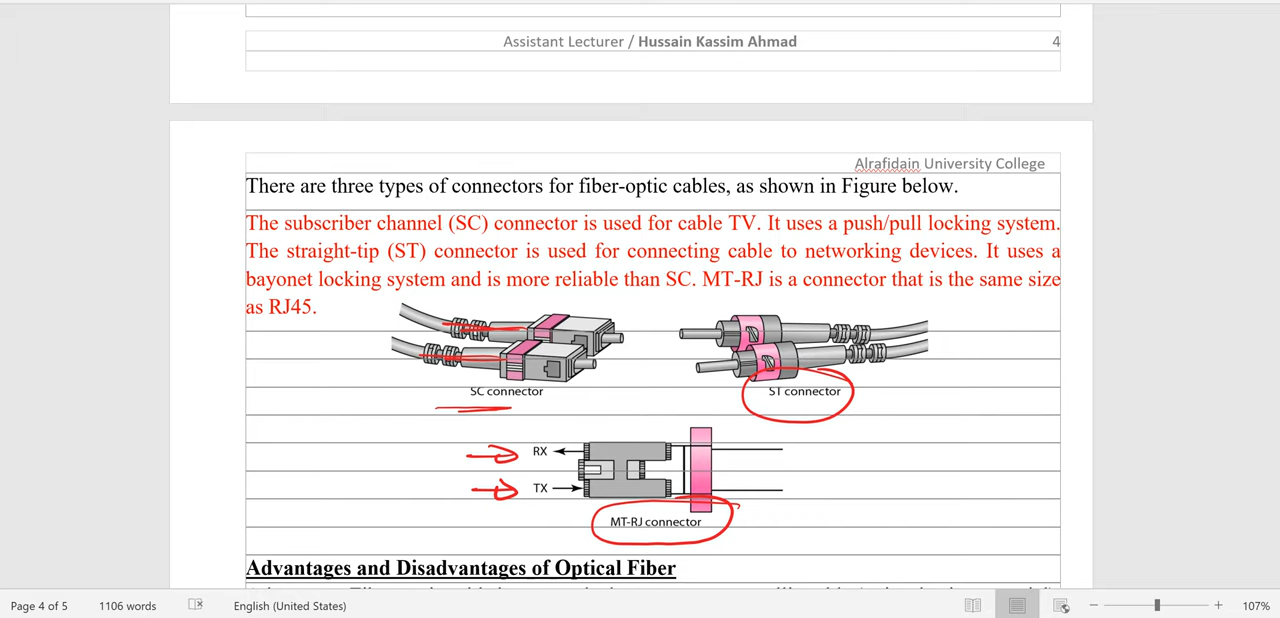 Assistant Lecturer / Hussain Kassim Ahmad 4
Alrafidain University College
There are three types of connectors for fiber-optic cables, as shown in Figure below.
The subscriber channel (SC) connector is used for cable TV. It uses a push/pull locking system.
The straight-tip (ST) connector is used for connecting cable to networking devices. It uses a
bayonet locking system and is more reliable than SC. MT-RJ is a connector that is the same size
as RJ45.
SC connector
ST connector
RX
TX
MT-RJ connector
Advantages and Disadvantages of Optical Fiber
Page 4 of 5 1106 words English (United States) 107%